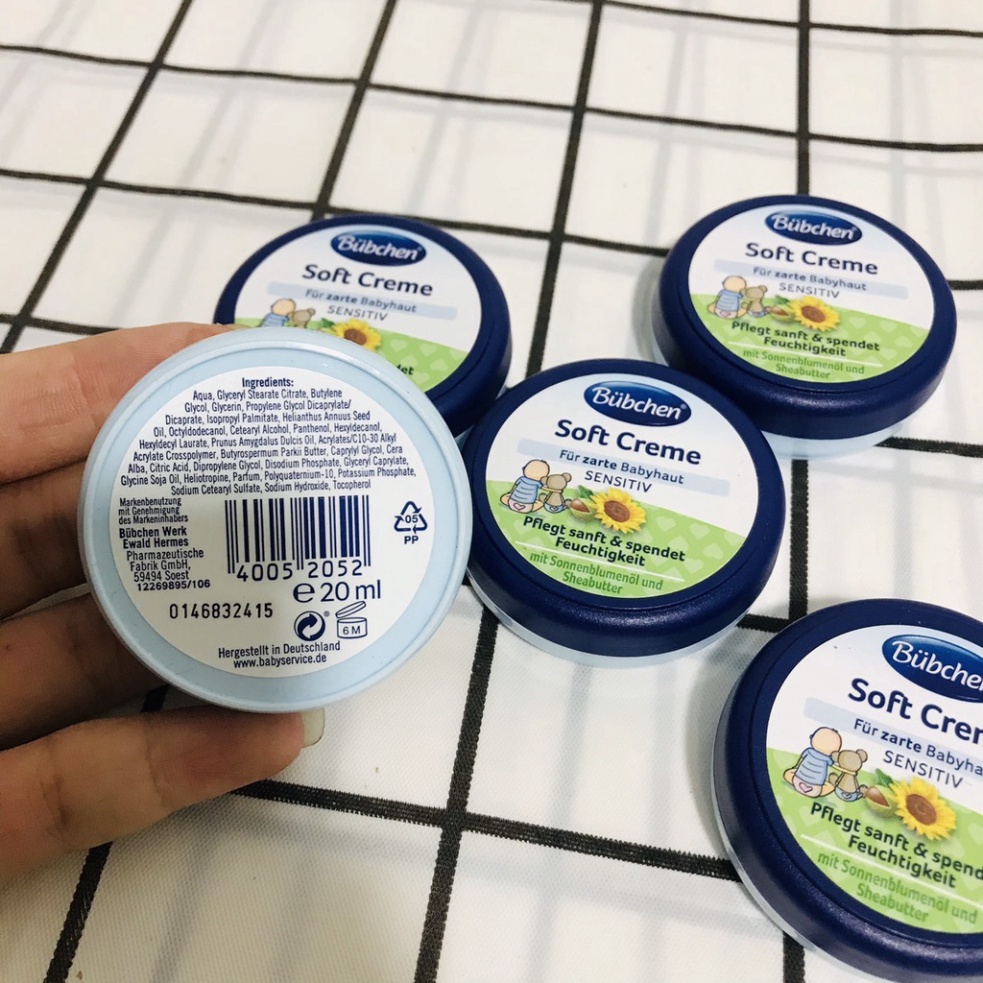 Bübchen®
Soft Creme
Für zarte Babyhaut
SENSITIV
Bübchen®
Soft Creme
Für zarte Babyhaut
SENSITIV
Pflegt sanft & spendet
Feuchtigkeit
mit Sonnenblumenöl und
Sheabutter
Ingredients:
Aqua, Glyceryl Stearate Citrate, Butylene
Glycol, Glycerin, Propylene Glycol Dicaprylate/
Dicaprate, Isopropyl Palmitate, Helianthus Annuus Seed
Oil, Octyldodecanol, Cetearyl Alcohol, Panthenol, Hexyldecanol,
Hexyldecyl Laurate, Prunus Amygdalus Dulcis Oil, Acrylates/C10-30 Alkyl
Acrylate Crosspolymer, Butyrospermum Parkii Butter, Caprylyl Glycol, Cera
Alba, Citric Acid, Dipropylene Glycol, Disodium Phosphate, Glyceryl Caprylate,
Glycine Soja Oil, Heliotropine, Parfum, Polyquaternium-10, Potassium Phosphate,
Sodium Cetearyl Sulfate, Sodium Hydroxide, Tocopherol
Markenbenutzung
mit Genehmigung
des Markeninhabers
Bübchen Werk
Ewald Hermes
Pharmazeutische
Fabrik GmbH,
59494 Soest
12269895/106
4005 2052
05
PP
e 20 ml
0146832415
6 M
Hergestellt in Deutschland
www.babyservice.de
Bübchen®
Soft Creme
Für zarte Babyhaut
SENSITIV
Pflegt sanft & spendet
Feuchtigkeit
mit Sonnenblumenöl und
Sheabutter
Bübche
Soft Cre
Für zarte Babyha
SENSITIV
Pflegt sanft & spend
Feuchtigkeit
mit Sonnenblumenöl und
Sheabutter